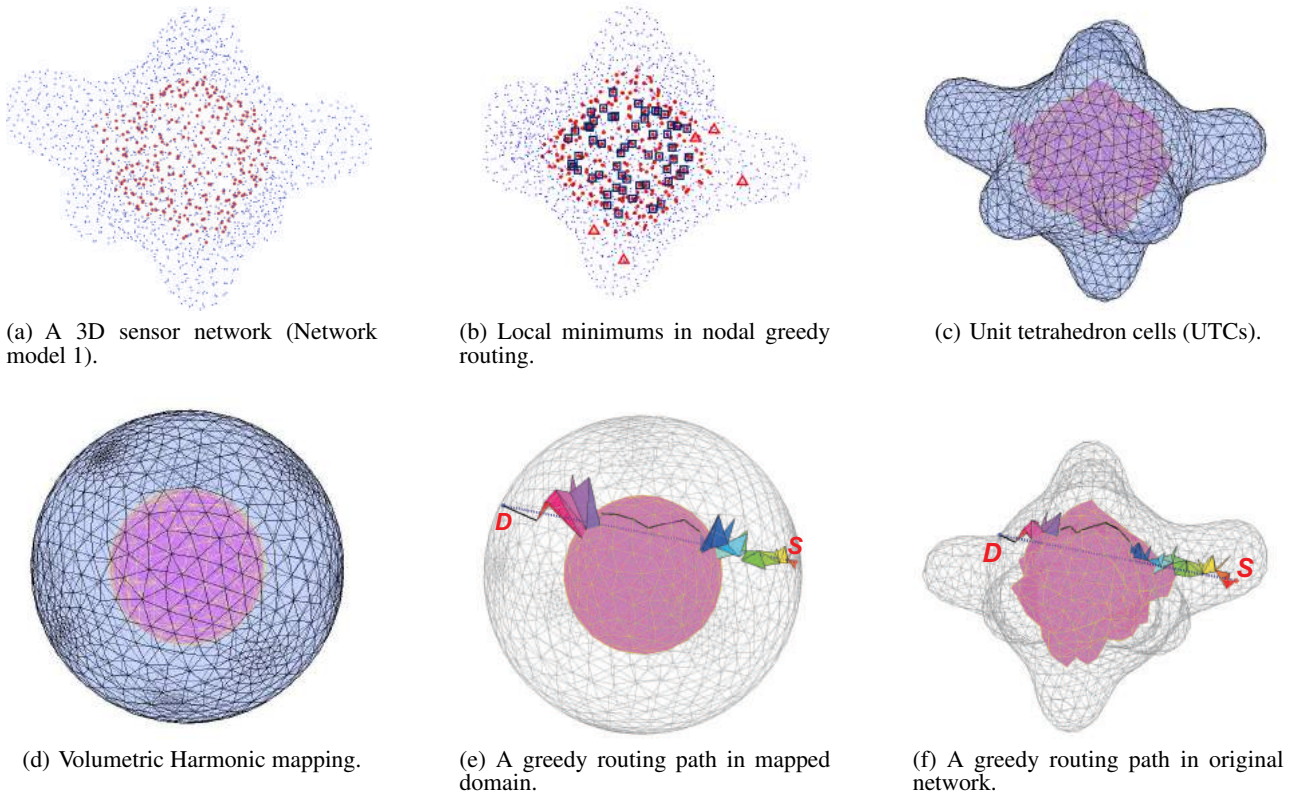 (a) A 3D sensor network (Network
model 1).
(b) Local minimums in nodal greedy
routing.
(c) Unit tetrahedron cells (UTCs).
D
S
D
S
(d) Volumetric Harmonic mapping.
(e) A greedy routing path in mapped
domain.
(f) A greedy routing path in original
network.